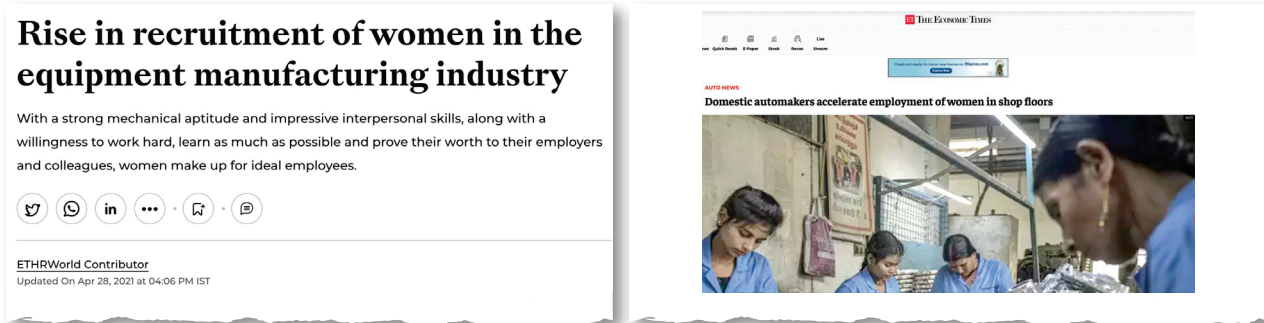 Rise in recruitment of women in the
equipment manufacturing industry
With a strong mechanical aptitude and impressive interpersonal skills, along with a
willingness to work hard, learn as much as possible and prove their worth to their employers
and colleagues, women make up for ideal employees.
in
ETHRWorld Contributor
Updated On Apr 28, 2021 at 04:06 PM IST
ET THE ECONOMIC TIMES
Live
Quick Reads E-Paper Stock Recos Stream
AUTO NEWS
Domestic automakers accelerate employment of women in shop floors